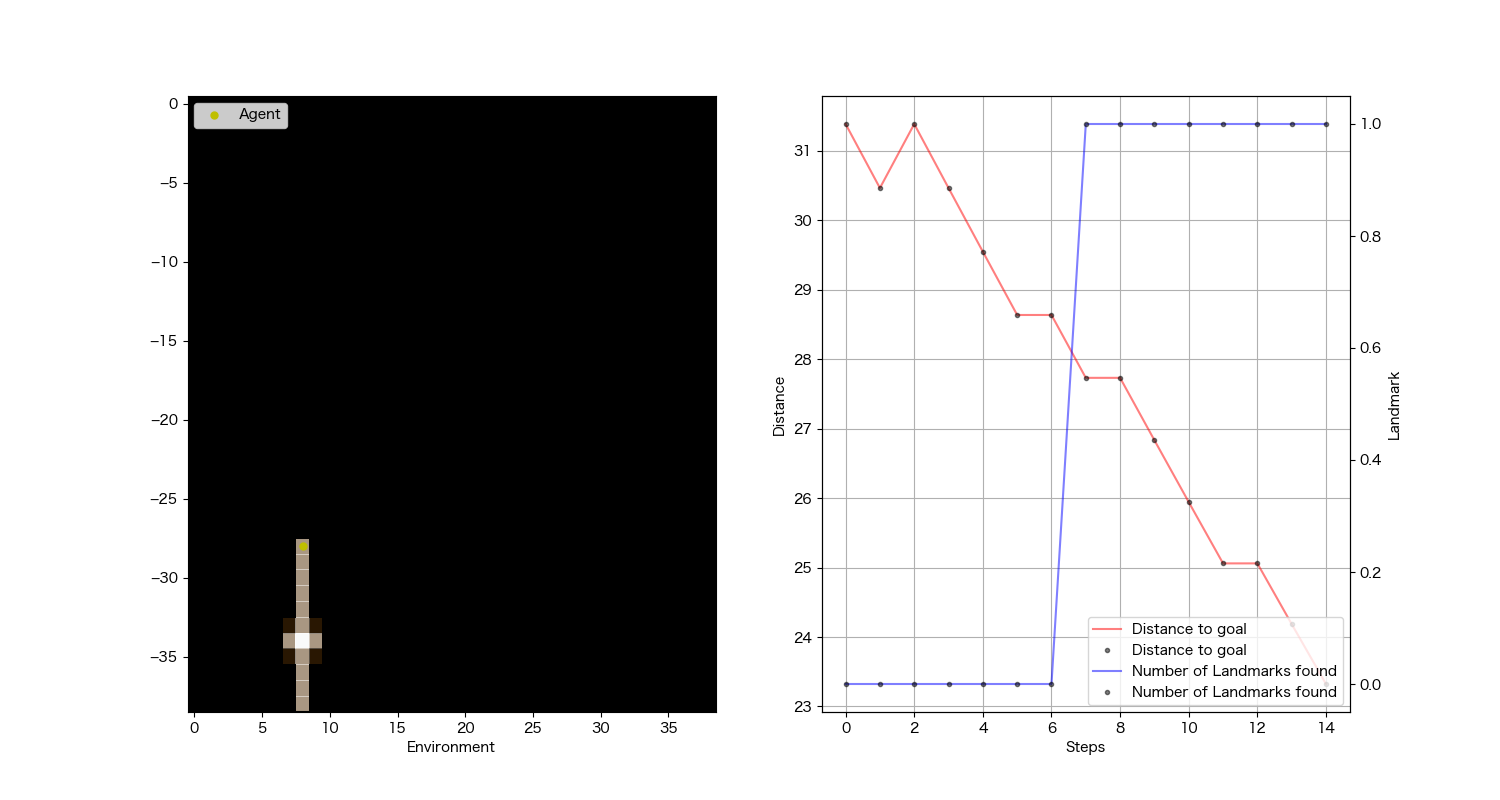 0
−5
−10
−15
−20
−25
−30
−35
Agent
0 5 10 15 20 25 30 35
Environment
31
30
29
28
27
26
25
24
23
Distance
1.0
0.8
0.6
0.4
0.2
0.0
Landmark
Distance to goal
Distance to goal
Number of Landmarks found
Number of Landmarks found
0 2 4 6 8 10 12 14
Steps